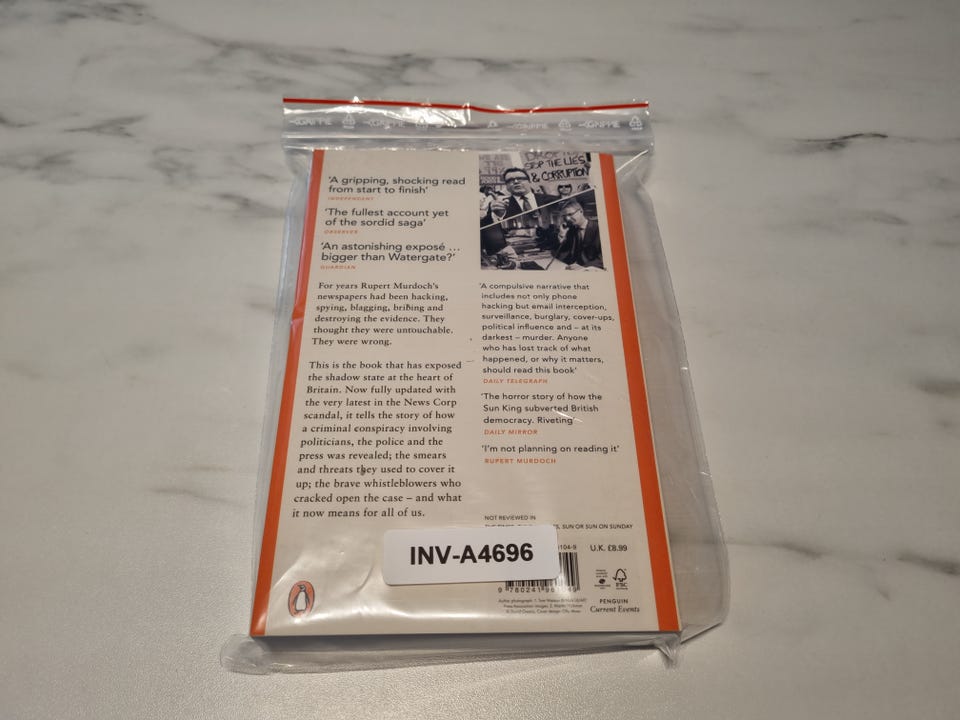 'A gripping, shocking read
from start to finish'
INDEPENDENT
'The fullest account yet
of the sordid saga'
OBSERVER
'An astonishing exposé ...
bigger than Watergate?'
GUARDIAN
For years Rupert Murdoch's
newspapers had been hacking,
spying, blagging, bribing and
destroying the evidence. They
thought they were untouchable.
They were wrong.
This is the book that has exposed
the shadow state at the heart of
Britain. Now fully updated with
the very latest in the News Corp
scandal, it tells the story of how
a criminal conspiracy involving
politicians, the police and the
press was revealed; the smears
and threats they used to cover it
up; the brave whistleblowers who
cracked open the case – and what
it now means for all of us.
STOP THE LIES
& CORRUPTION
'A compulsive narrative that
includes not only phone
hacking but email interception,
surveillance, burglary, cover-ups,
political influence and – at its
darkest – murder. Anyone
who has lost track of what
happened, or why it matters,
should read this book'
DAILY TELEGRAPH
'The horror story of how the
Sun King subverted British
democracy. Riveting'
DAILY MIRROR
'I'm not planning on reading it'
RUPERT MURDOCH
NOT REVIEWED IN
SUN OR SUN ON SUNDAY
104-9
U.K. £8.99
INV-A4696
FSC
PENGUIN
Current Events